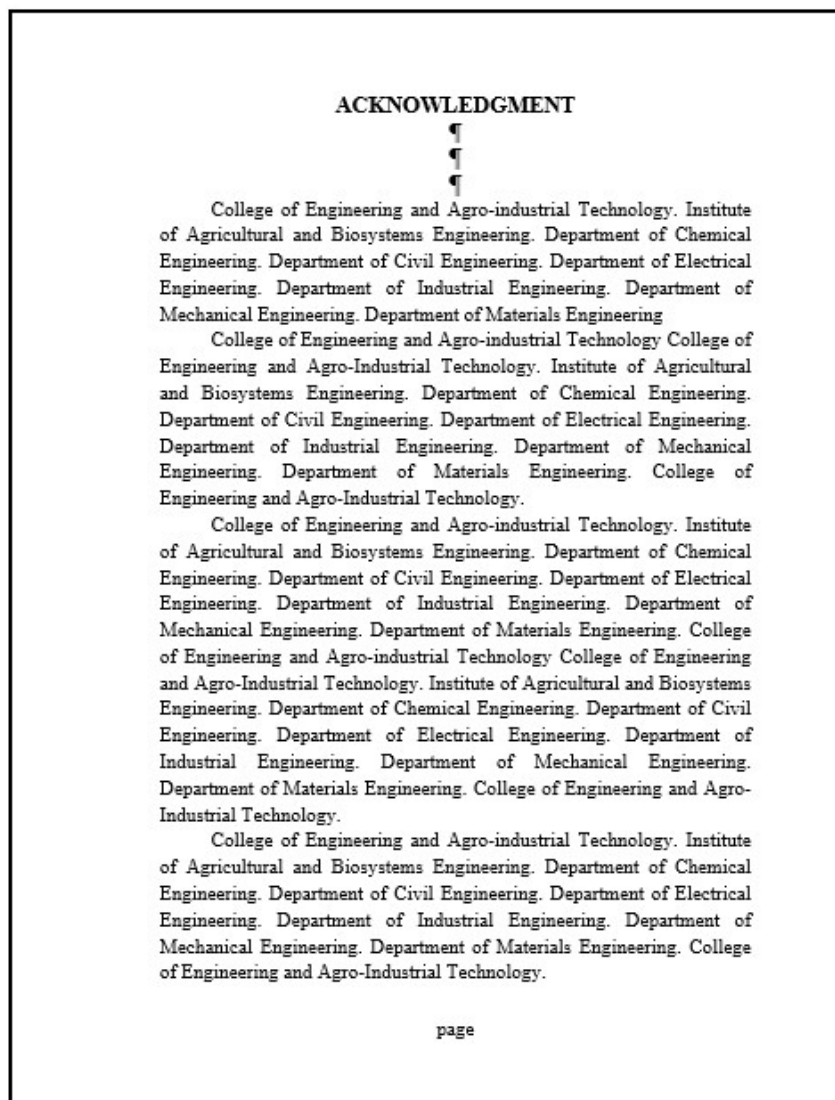 ACKNOWLEDGMENT
¶
¶
¶
College of Engineering and Agro-industrial Technology. Institute
of Agricultural and Biosystems Engineering. Department of Chemical
Engineering. Department of Civil Engineering. Department of Electrical
Engineering. Department of Industrial Engineering. Department of
Mechanical Engineering. Department of Materials Engineering
College of Engineering and Agro-industrial Technology College of
Engineering and Agro-Industrial Technology. Institute of Agricultural
and Biosystems Engineering. Department of Chemical Engineering.
Department of Civil Engineering. Department of Electrical Engineering.
Department of Industrial Engineering. Department of Mechanical
Engineering. Department of Materials Engineering. College of
Engineering and Agro-Industrial Technology.
College of Engineering and Agro-industrial Technology. Institute
of Agricultural and Biosystems Engineering. Department of Chemical
Engineering. Department of Civil Engineering. Department of Electrical
Engineering. Department of Industrial Engineering. Department of
Mechanical Engineering. Department of Materials Engineering. College
of Engineering and Agro-industrial Technology College of Engineering
and Agro-Industrial Technology. Institute of Agricultural and Biosystems
Engineering. Department of Chemical Engineering. Department of Civil
Engineering. Department of Electrical Engineering. Department of
Industrial Engineering. Department of Mechanical Engineering.
Department of Materials Engineering. College of Engineering and Agro-
Industrial Technology.
College of Engineering and Agro-industrial Technology. Institute
of Agricultural and Biosystems Engineering. Department of Chemical
Engineering. Department of Civil Engineering. Department of Electrical
Engineering. Department of Industrial Engineering. Department of
Mechanical Engineering. Department of Materials Engineering. College
of Engineering and Agro-Industrial Technology.
page